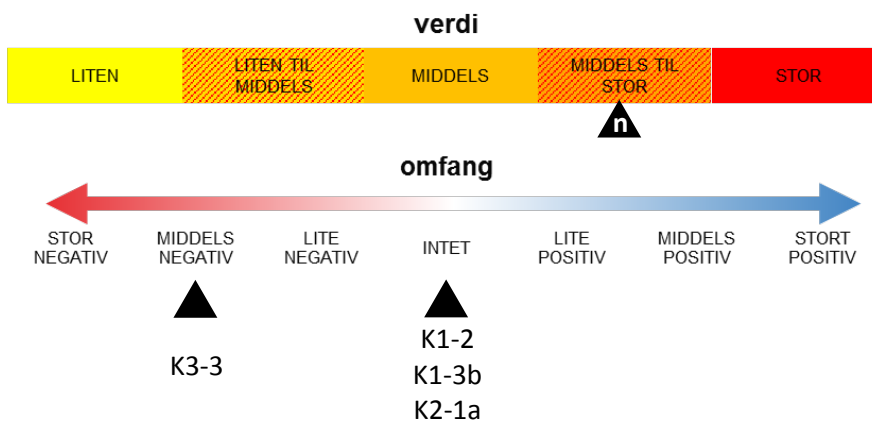 verdi
LITEN
LITEN TIL
MIDDELS
MIDDELS
MIDDELS TIL
STOR
STOR
n
omfang
STOR
NEGATIV
MIDDELS
NEGATIV
LITE
NEGATIV
INTET
LITE
POSITIV
MIDDELS
POSITIV
STORT
POSITIV
K3-3
K1-2
K1-3b
K2-1a